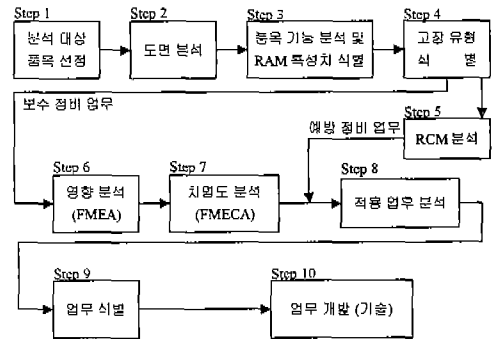 Step 1
분석 대상
품목 선정
Step 2
도면 분석
Step 3
품목 기능 분석 및
RAM 특성치 식별
Step 4
고장 유형
식 별
보수 정비 업무
예방 정비 업무
Step 5
RCM 분석
Step 6
영향 분석
(FMEA)
Step 7
치명도 분석
(FMECA)
Step 8
적용 업무 분석
Step 9
업무 식별
Step 10
업무 개발 (기술)